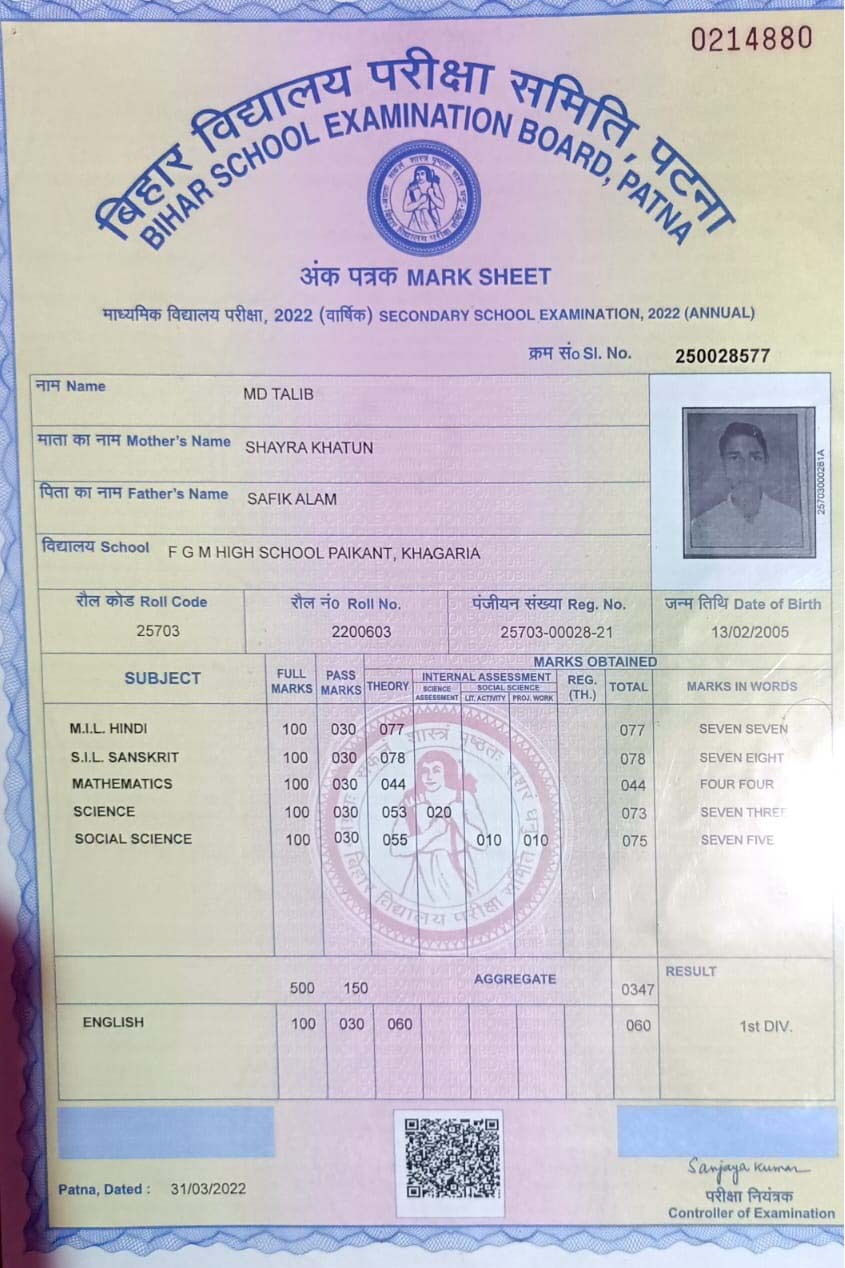 0214880
बिहार विद्यालय परीक्षा समिति, पटना
BIHAR SCHOOL EXAMINATION BOARD, PATNA
अंक पत्रक MARK SHEET
माध्यमिक विद्यालय परीक्षा, 2022 (वार्षिक) SECONDARY SCHOOL EXAMINATION, 2022 (ANNUAL)
क्रम सं० Sl. No. 250028577
नाम Name MD TALIB
माता का नाम Mother's Name SHAYRA KHATUN
पिता का नाम Father's Name SAFIK ALAM
विद्यालय School F G M HIGH SCHOOL PAIKANT, KHAGARIA
25703000281A
रौल कोड Roll Code रौल नं० Roll No. पंजीयन संख्या Reg. No. जन्म तिथि Date of Birth
25703 2200603 25703-00028-21 13/02/2005
MARKS OBTAINED
SUBJECT FULL MARKS PASS MARKS THEORY INTERNAL ASSESSMENT REG. (TH.) TOTAL MARKS IN WORDS
SCIENCE ASSESSMENT SOCIAL SCIENCE LIT. ACTIVITY PROJ. WORK
M.I.L. HINDI 100 030 077 077 SEVEN SEVEN
S.I.L. SANSKRIT 100 030 078 078 SEVEN EIGHT
MATHEMATICS 100 030 044 044 FOUR FOUR
SCIENCE 100 030 053 020 073 SEVEN THREE
SOCIAL SCIENCE 100 030 055 010 010 075 SEVEN FIVE
500 150 AGGREGATE 0347 RESULT
ENGLISH 100 030 060 060 1st DIV.
Sanjaya Kumar
Patna, Dated : 31/03/2022
परीक्षा नियंत्रक
Controller of Examination